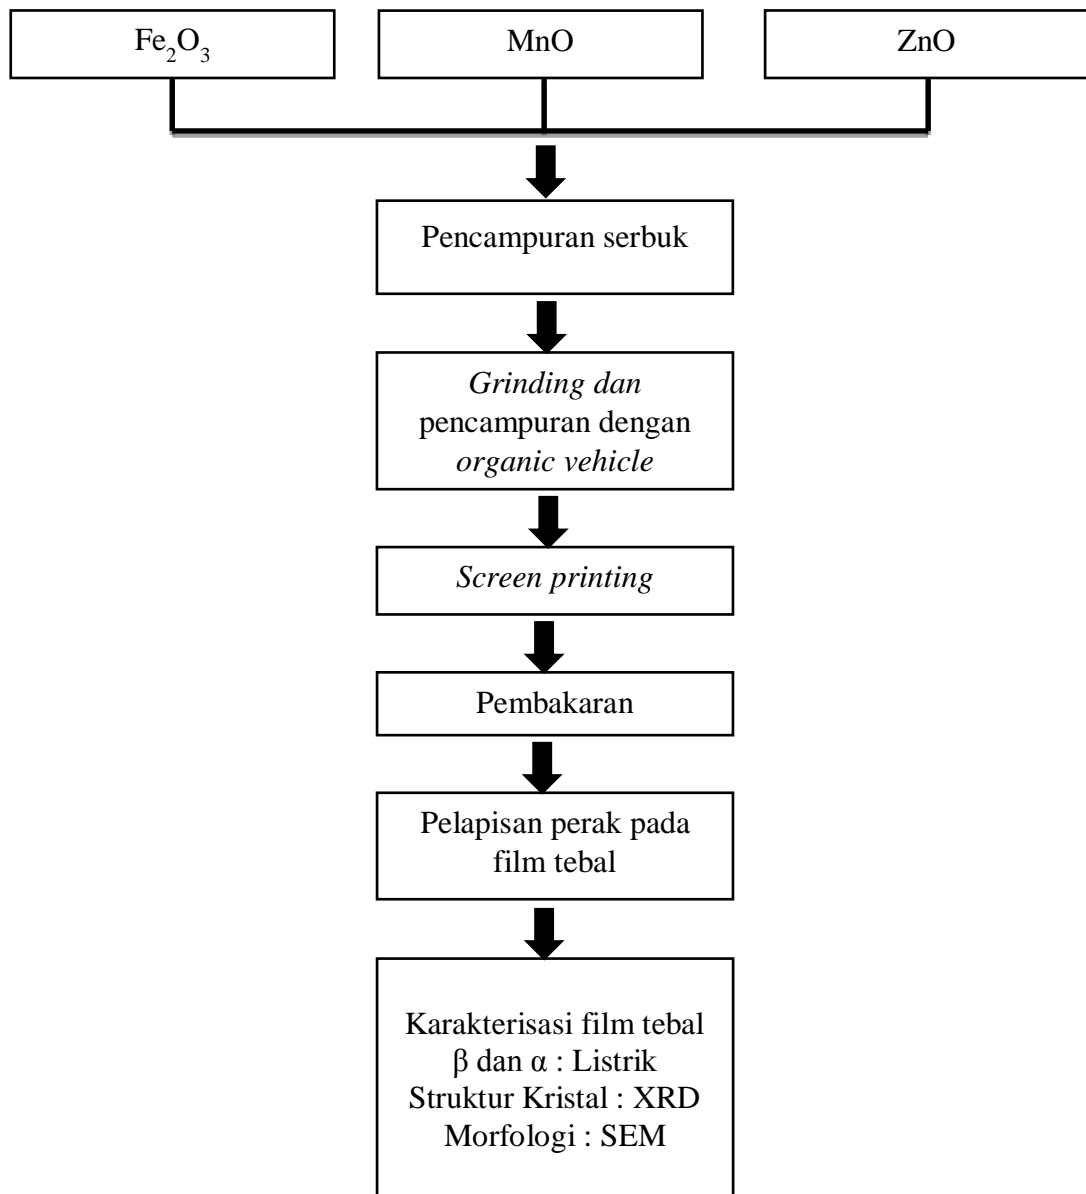 Fe₂O₃
MnO
ZnO
Pencampuran serbuk
Grinding dan
pencampuran dengan
organic vehicle
Screen printing
Pembakaran
Pelapisan perak pada
film tebal
Karakterisasi film tebal
β dan α : Listrik
Struktur Kristal : XRD
Morfologi : SEM